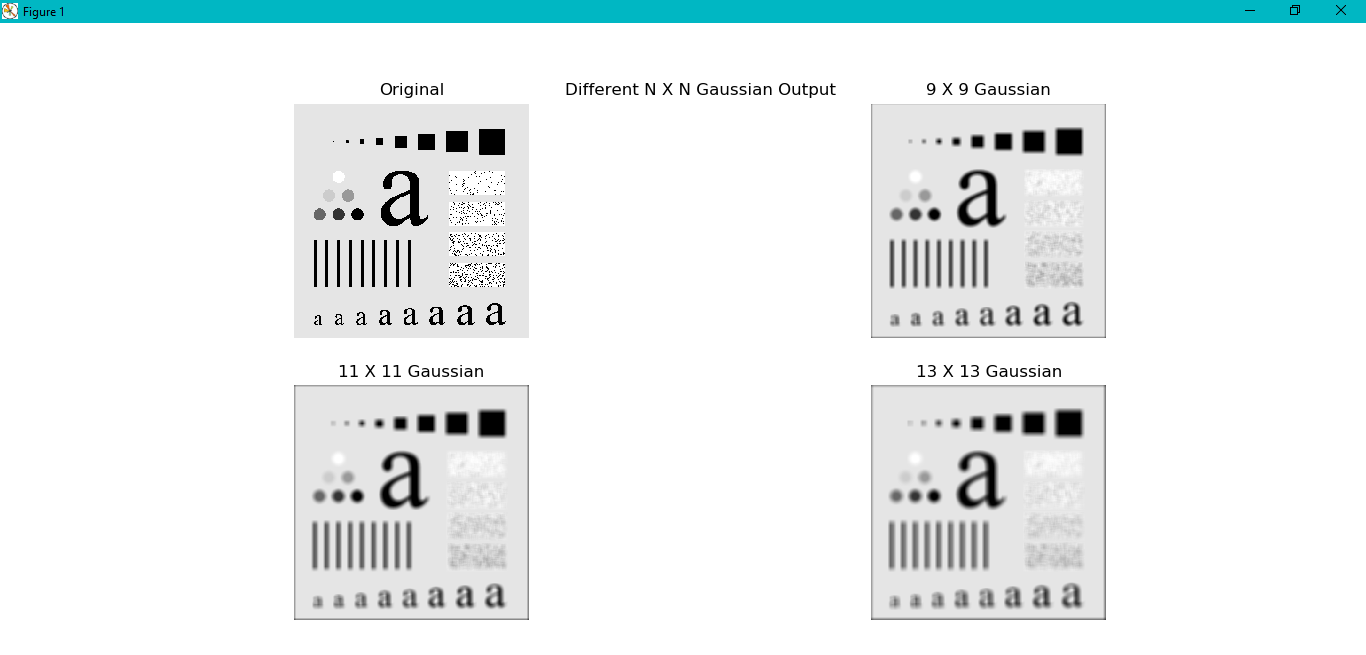 Figure 1
Original
Different N X N Gaussian Output
9 X 9 Gaussian
a
a
a a a a a a a a
a a a a a a a a
11 X 11 Gaussian
13 X 13 Gaussian
a
a
a a a a a a a a
a a a a a a a a